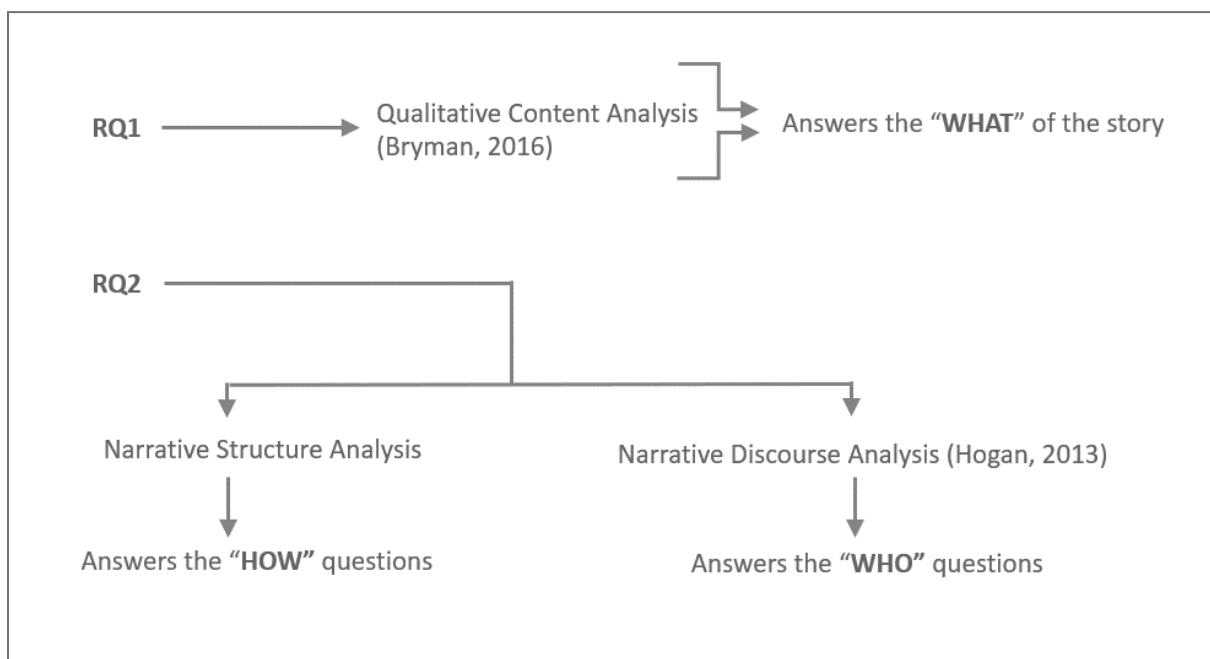 RQ1
Qualitative Content Analysis
(Bryman, 2016)
Answers the “WHAT” of the story
RQ2
Narrative Structure Analysis
Narrative Discourse Analysis (Hogan, 2013)
Answers the “HOW” questions
Answers the “WHO” questions